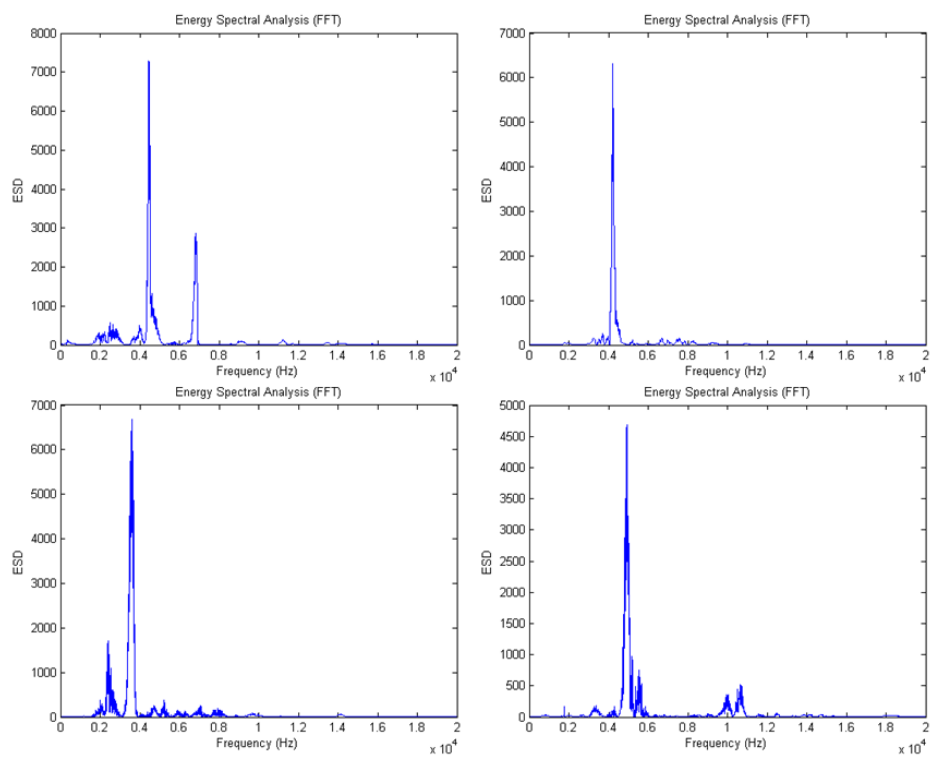 Energy Spectral Analysis (FFT)
8000
7000
6000
5000
4000
3000
2000
1000
0
ESD
0 0.2 0.4 0.6 0.8 1 1.2 1.4 1.6 1.8 2
Frequency (Hz)
x 10^4
Energy Spectral Analysis (FFT)
7000
6000
5000
4000
3000
2000
1000
0
ESD
0 0.2 0.4 0.6 0.8 1 1.2 1.4 1.6 1.8 2
Frequency (Hz)
x 10^4
Energy Spectral Analysis (FFT)
7000
6000
5000
4000
3000
2000
1000
0
ESD
0 0.2 0.4 0.6 0.8 1 1.2 1.4 1.6 1.8 2
Frequency (Hz)
x 10^4
Energy Spectral Analysis (FFT)
5000
4500
4000
3500
3000
2500
2000
1500
1000
500
0
ESD
0 0.2 0.4 0.6 0.8 1 1.2 1.4 1.6 1.8 2
Frequency (Hz)
x 10^4